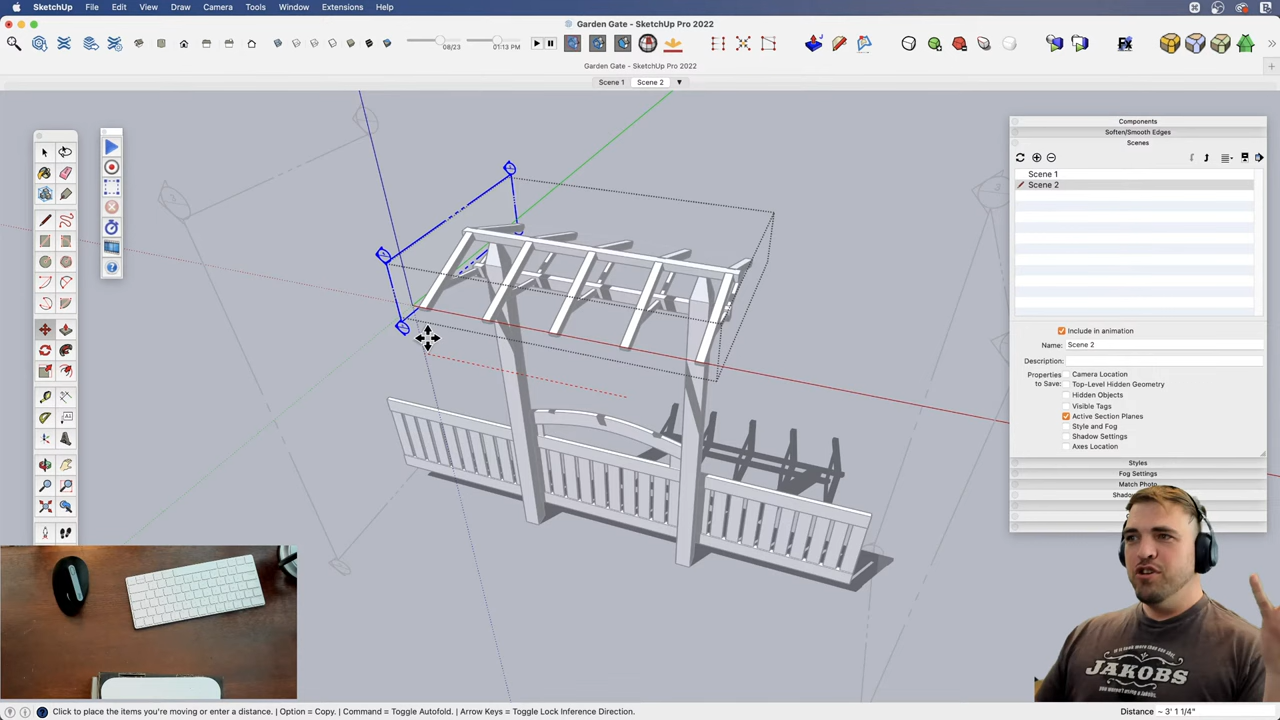 SketchUp File Edit View Draw Camera Tools Window Extensions Help
Garden Gate - SketchUp Pro 2022
08/23 01:13 PM
Garden Gate - SketchUp Pro 2022
Scene 1 Scene 2
Components
Soften/Smooth Edges
Scenes
Scene 1
Scene 2
Include in animation
Name: Scene 2
Description:
Properties to Save:
Camera Location
Top-Level Hidden Geometry
Hidden Objects
Visible Tags
Active Section Planes
Style and Fog
Shadow Settings
Axes Location
Styles
Fog Settings
Match Photo
JAKOBS
Click to place the items you're moving or enter a distance. | Option = Copy. | Command = Toggle Autofold. | Arrow Keys = Toggle Lock Inference Direction.
Distance ~ 3' 1 1/4"